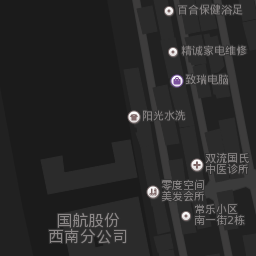 百合保健浴足
精诚家电维修
致瑞电脑
阳光水洗
双流国氏
中医诊所
零度空间
美发会所
常乐小区
南一街2栋
国航股份
西南分公司